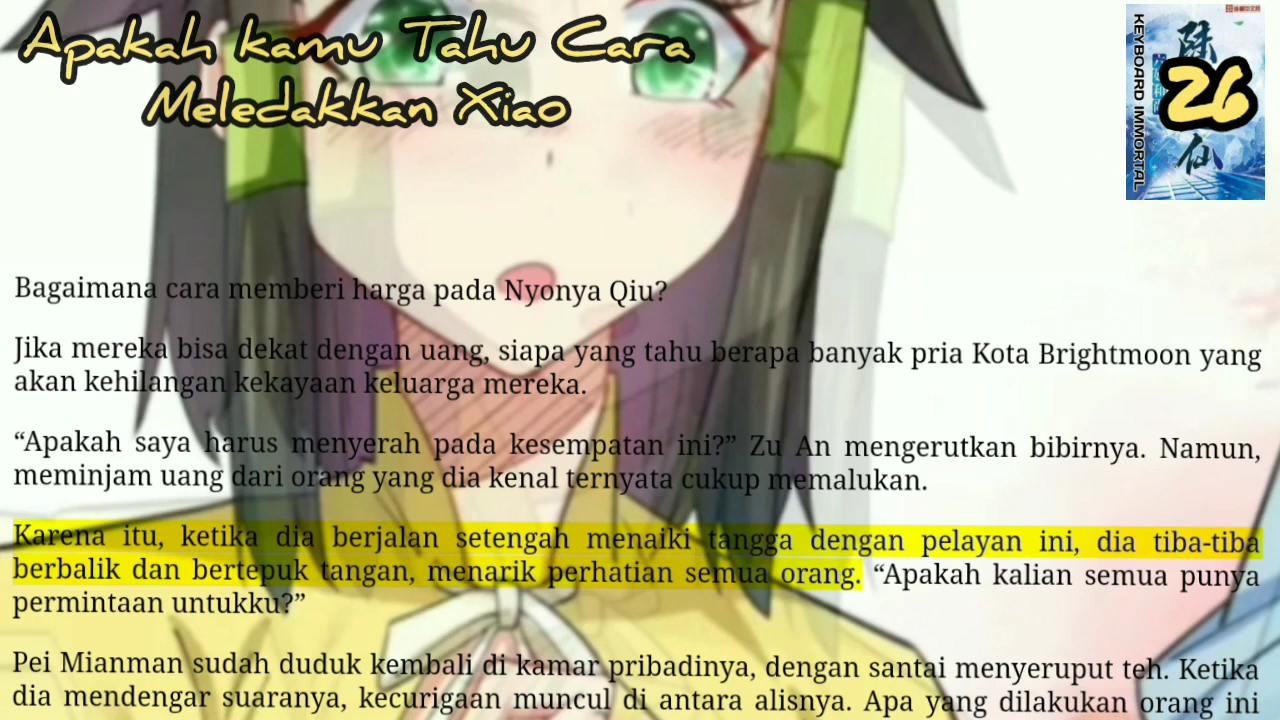 Apakah kamu Tahu Cara
Meledakkan Xiao
KEYBOARD IMMORTAL
26
仙
Bagaimana cara memberi harga pada Nyonya Qiu?
Jika mereka bisa dekat dengan uang, siapa yang tahu berapa banyak pria Kota Brightmoon yang
akan kehilangan kekayaan keluarga mereka.
“Apakah saya harus menyerah pada kesempatan ini?” Zu An mengerutkan bibirnya. Namun,
meminjam uang dari orang yang dia kenal ternyata cukup memalukan.
Karena itu, ketika dia berjalan setengah menaiki tangga dengan pelayan ini, dia tiba-tiba
berbalik dan bertepuk tangan, menarik perhatian semua orang. “Apakah kalian semua punya
permintaan untukku?”
Pei Mianman sudah duduk kembali di kamar pribadinya, dengan santai menyeruput teh. Ketika
dia mendengar suaranya, kecurigaan muncul di antara alisnya. Apa yang dilakukan orang ini